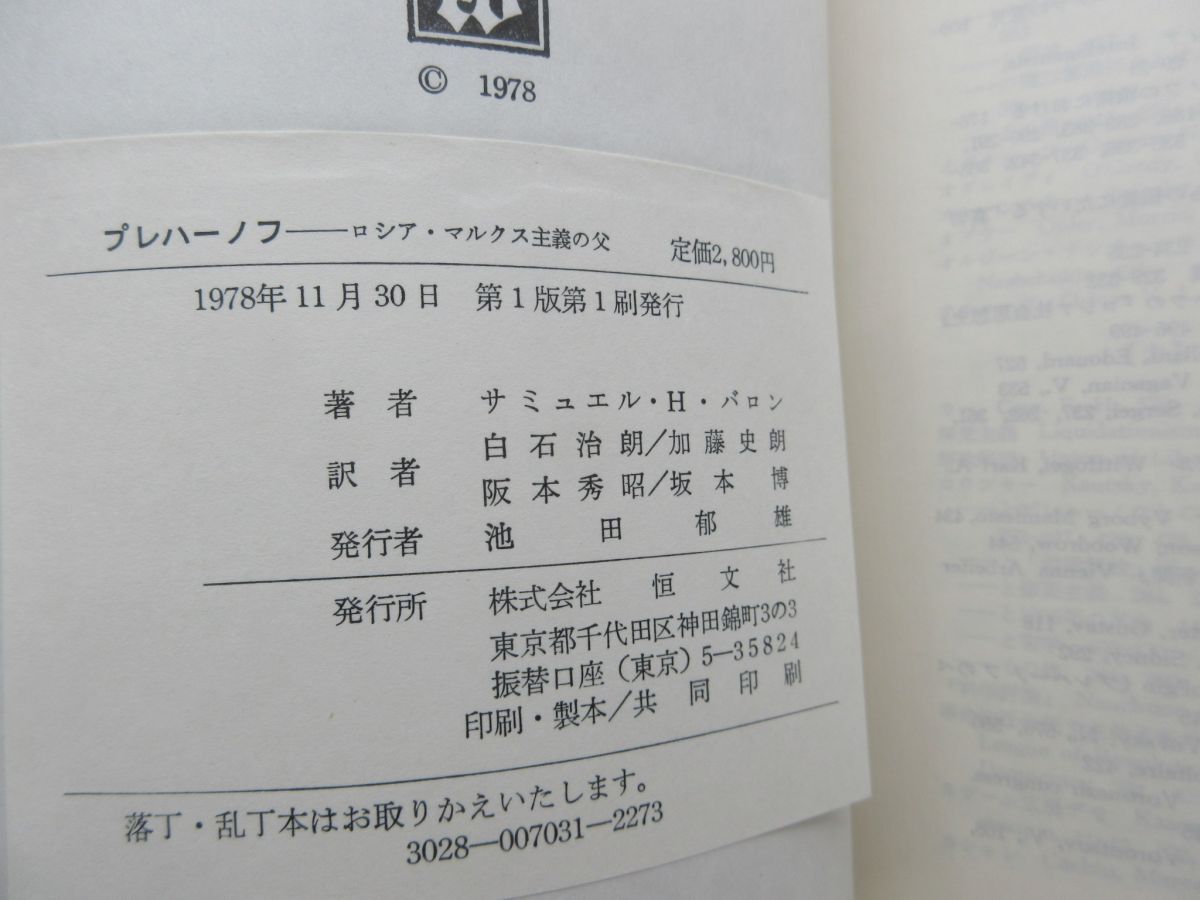 © 1978
プレハーノフ——ロシア・マルクス主義の父　定価2,800円
1978年11月30日　第1版第1刷発行
著者　サミュエル・H・バロン
訳者　白石治朗/加藤史朗
阪本秀昭/坂本博
発行者　池田郁雄
発行所　株式会社　恒文社
東京都千代田区神田錦町3の3
振替口座（東京）5—35824
印刷・製本/共同印刷
落丁・乱丁本はお取りかえいたします。
3028—007031—2273